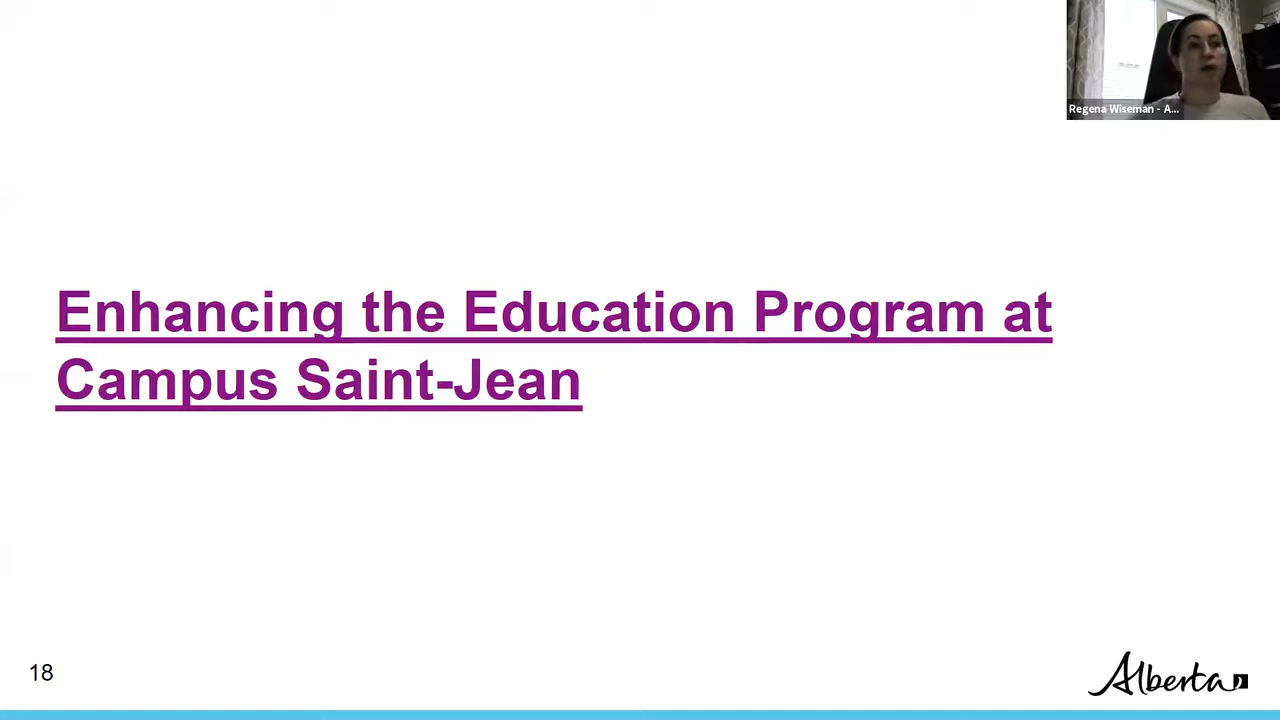 Regena Wiseman - A...
Enhancing the Education Program at
Campus Saint-Jean
18
Alberta